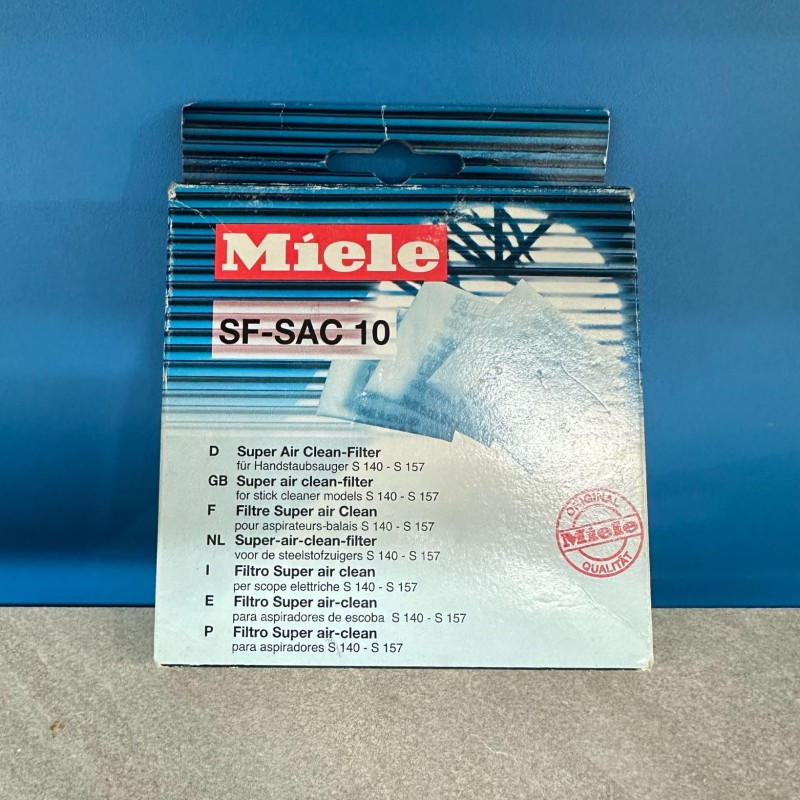 Miele
SF-SAC 10
D Super Air Clean-Filter
für Handstaubsauger S 140 - S 157
GB Super air clean-filter
for stick cleaner models S 140 - S 157
F Filtre Super air Clean
pour aspirateurs-balais S 140 - S 157
NL Super-air-clean-filter
voor de steelstofzuigers S 140 - S 157
I Filtro Super air clean
per scope elettriche S 140 - S 157
E Filtro Super air-clean
para aspiradores de escoba S 140 - S 157
P Filtro Super air-clean
para aspiradores S 140 - S 157
ORIGINAL
Miele
QUALITÄT